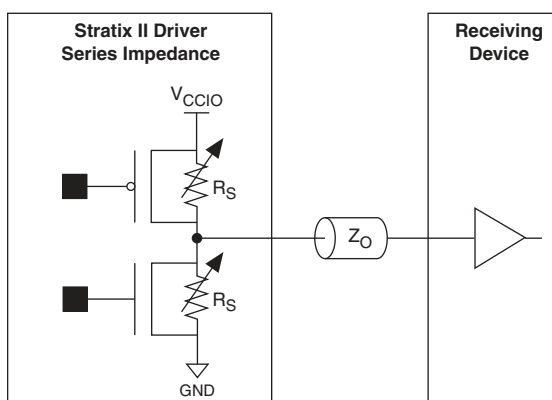 Stratix II Driver
Series Impedance
Receiving
Device
VCCIO
RS
ZO
RS
GND